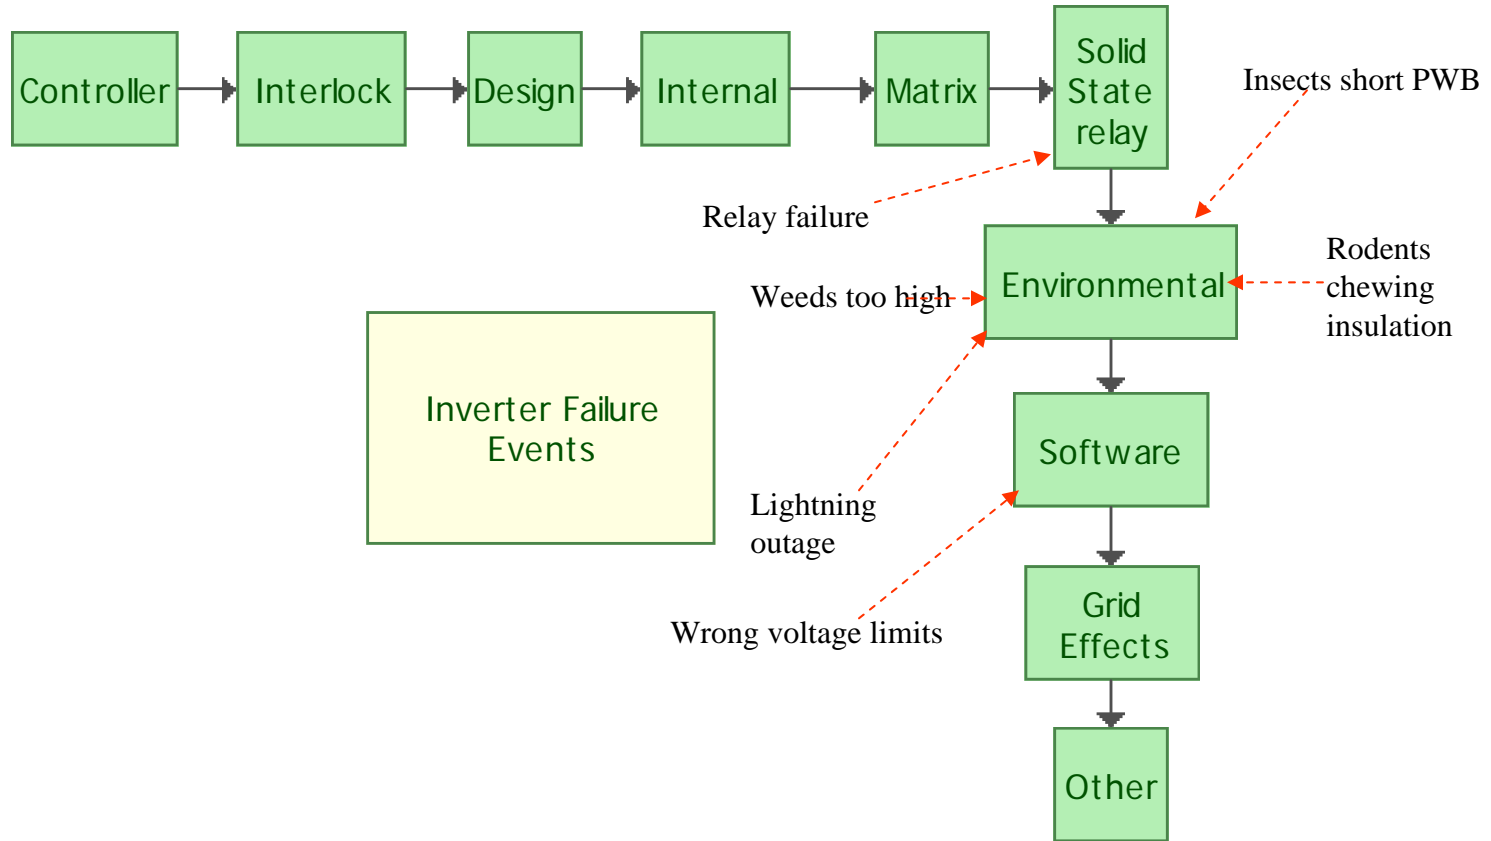 Controller
Interlock
Design
Internal
Matrix
Solid
State
relay
Insects short PWB
Relay failure
Environmental
Rodents
chewing
insulation
Weeds too high
Inverter Failure
Events
Software
Lightning
outage
Wrong voltage limits
Grid
Effects
Other